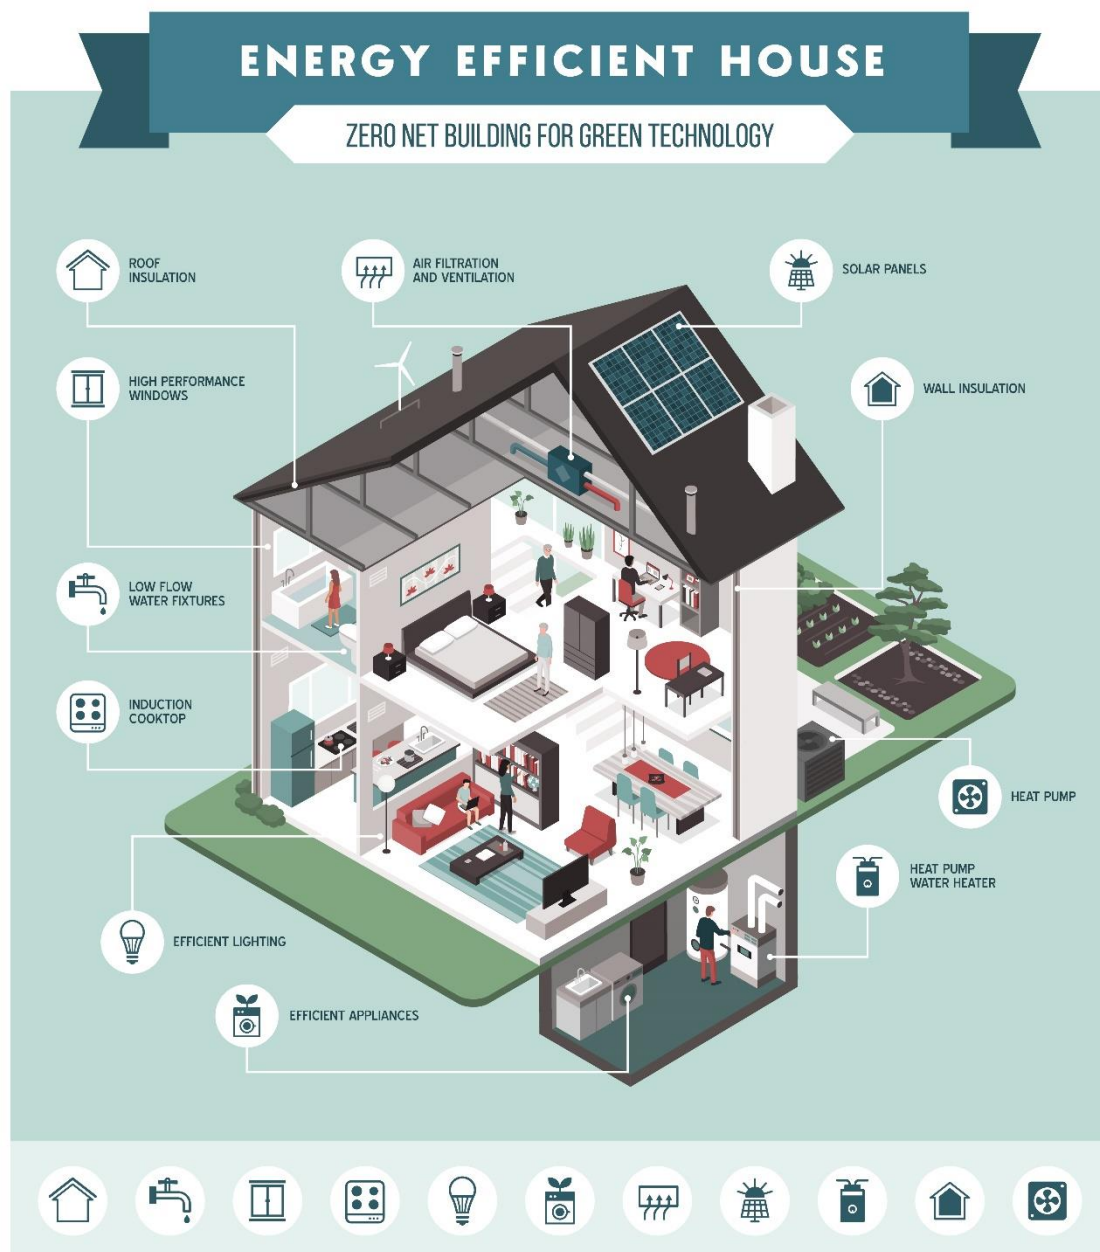 ENERGY EFFICIENT HOUSE
ZERO NET BUILDING FOR GREEN TECHNOLOGY
ROOF
INSULATION
AIR FILTRATION
AND VENTILATION
SOLAR PANELS
HIGH PERFORMANCE
WINDOWS
WALL INSULATION
LOW FLOW
WATER FIXTURES
INDUCTION
COOKTOP
HEAT PUMP
HEAT PUMP
WATER HEATER
EFFICIENT LIGHTING
EFFICIENT APPLIANCES